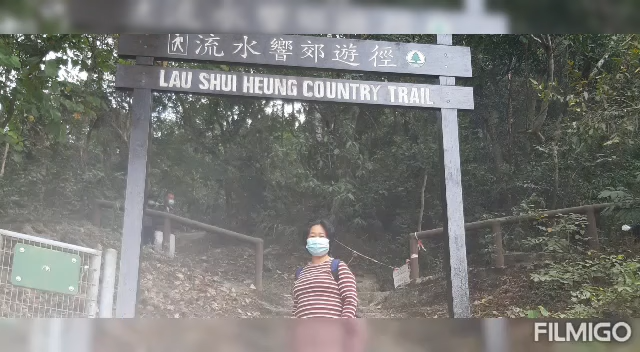 流水響郊遊徑
LAU SHUI HEUNG COUNTRY TRAIL
FILMIGO